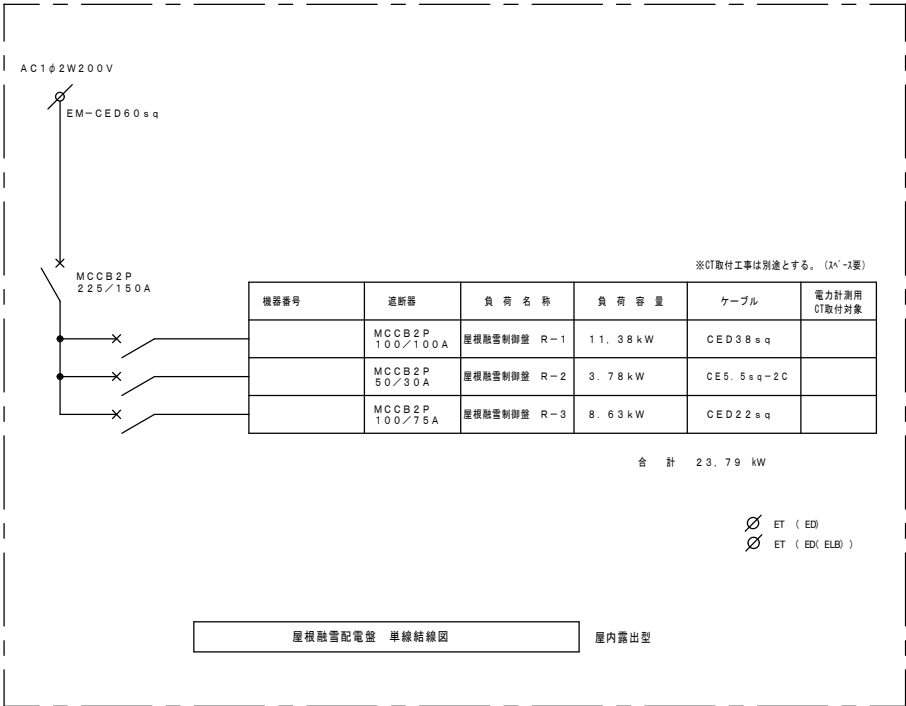 AC1φ2W200V
EM-CED60sq
MCCB2P
225/150A
※CT取付工事は別途とする。(スペース要)
機器番号 遮断器 負荷名称 負荷容量 ケーブル 電力計測用
CT取付対象
MCCB2P
100/100A 屋根融雪制御盤 R-1 11.38kW CED38sq
MCCB2P
50/30A 屋根融雪制御盤 R-2 3.78kW CE5.5sq-2C
MCCB2P
100/75A 屋根融雪制御盤 R-3 8.63kW CED22sq
合計 23.79 kW
ET (ED)
ET (ED(ELB))
屋根融雪配電盤 単線結線図 屋内露出型